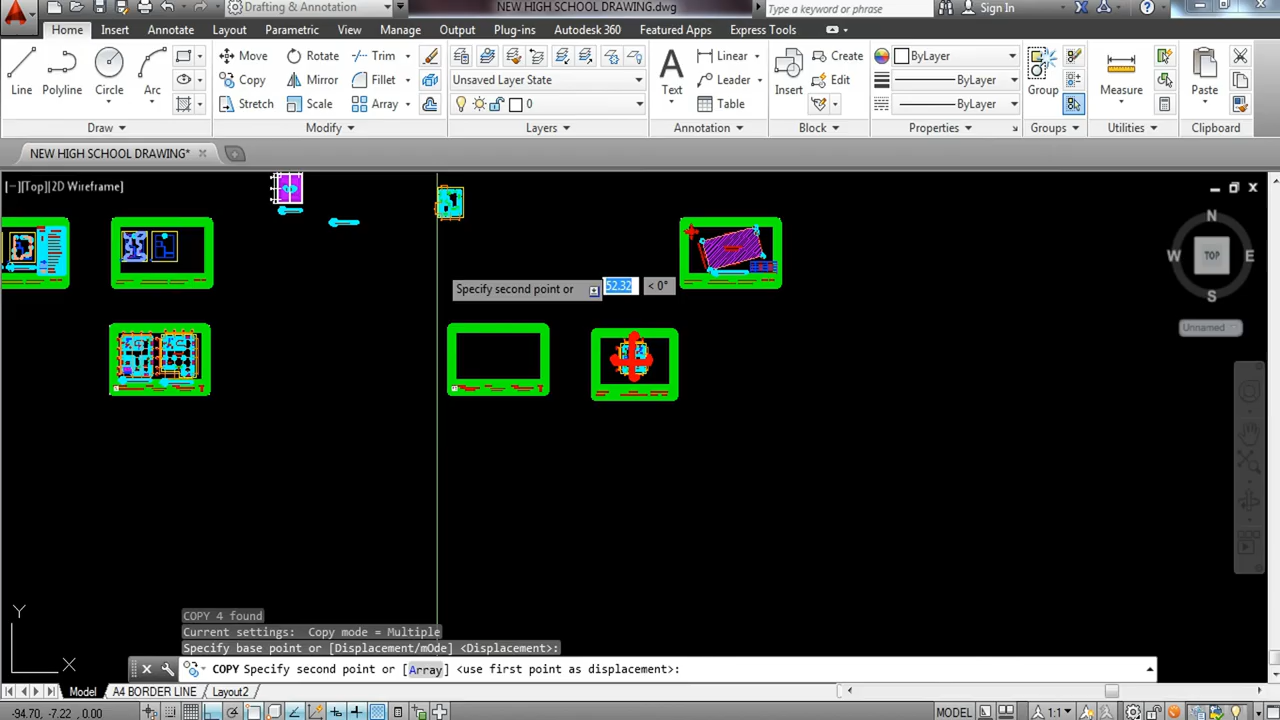 Drafting & Annotation
NEW HIGH SCHOOL DRAWING.dwg
Type a keyword or phrase
Sign In
Home Insert Annotate Layout Parametric View Manage Output Plug-ins Autodesk 360 Featured Apps Express Tools
Line
Polyline
Circle
Arc
Move
Rotate
Trim
Copy
Mirror
Fillet
Stretch
Scale
Array
Unsaved Layer State
0
Text
Linear
Leader
Table
Insert
Create
Edit
ByLayer
ByLayer
ByLayer
Group
Measure
Paste
Draw
Modify
Layers
Annotation
Block
Properties
Groups
Utilities
Clipboard
NEW HIGH SCHOOL DRAWING*
[−][Top][2D Wireframe]
N
W
TOP
E
S
Unnamed
Specify second point or
52.32
< 0°
Y
X
COPY 4 found
Current settings: Copy mode = Multiple
Specify base point or [Displacement/mOde] <Displacement>:
COPY Specify second point or [Array] <use first point as displacement>:
Model
A4 BORDER LINE
Layout2
-94.70, -7.22, 0.00
MODEL
1:1